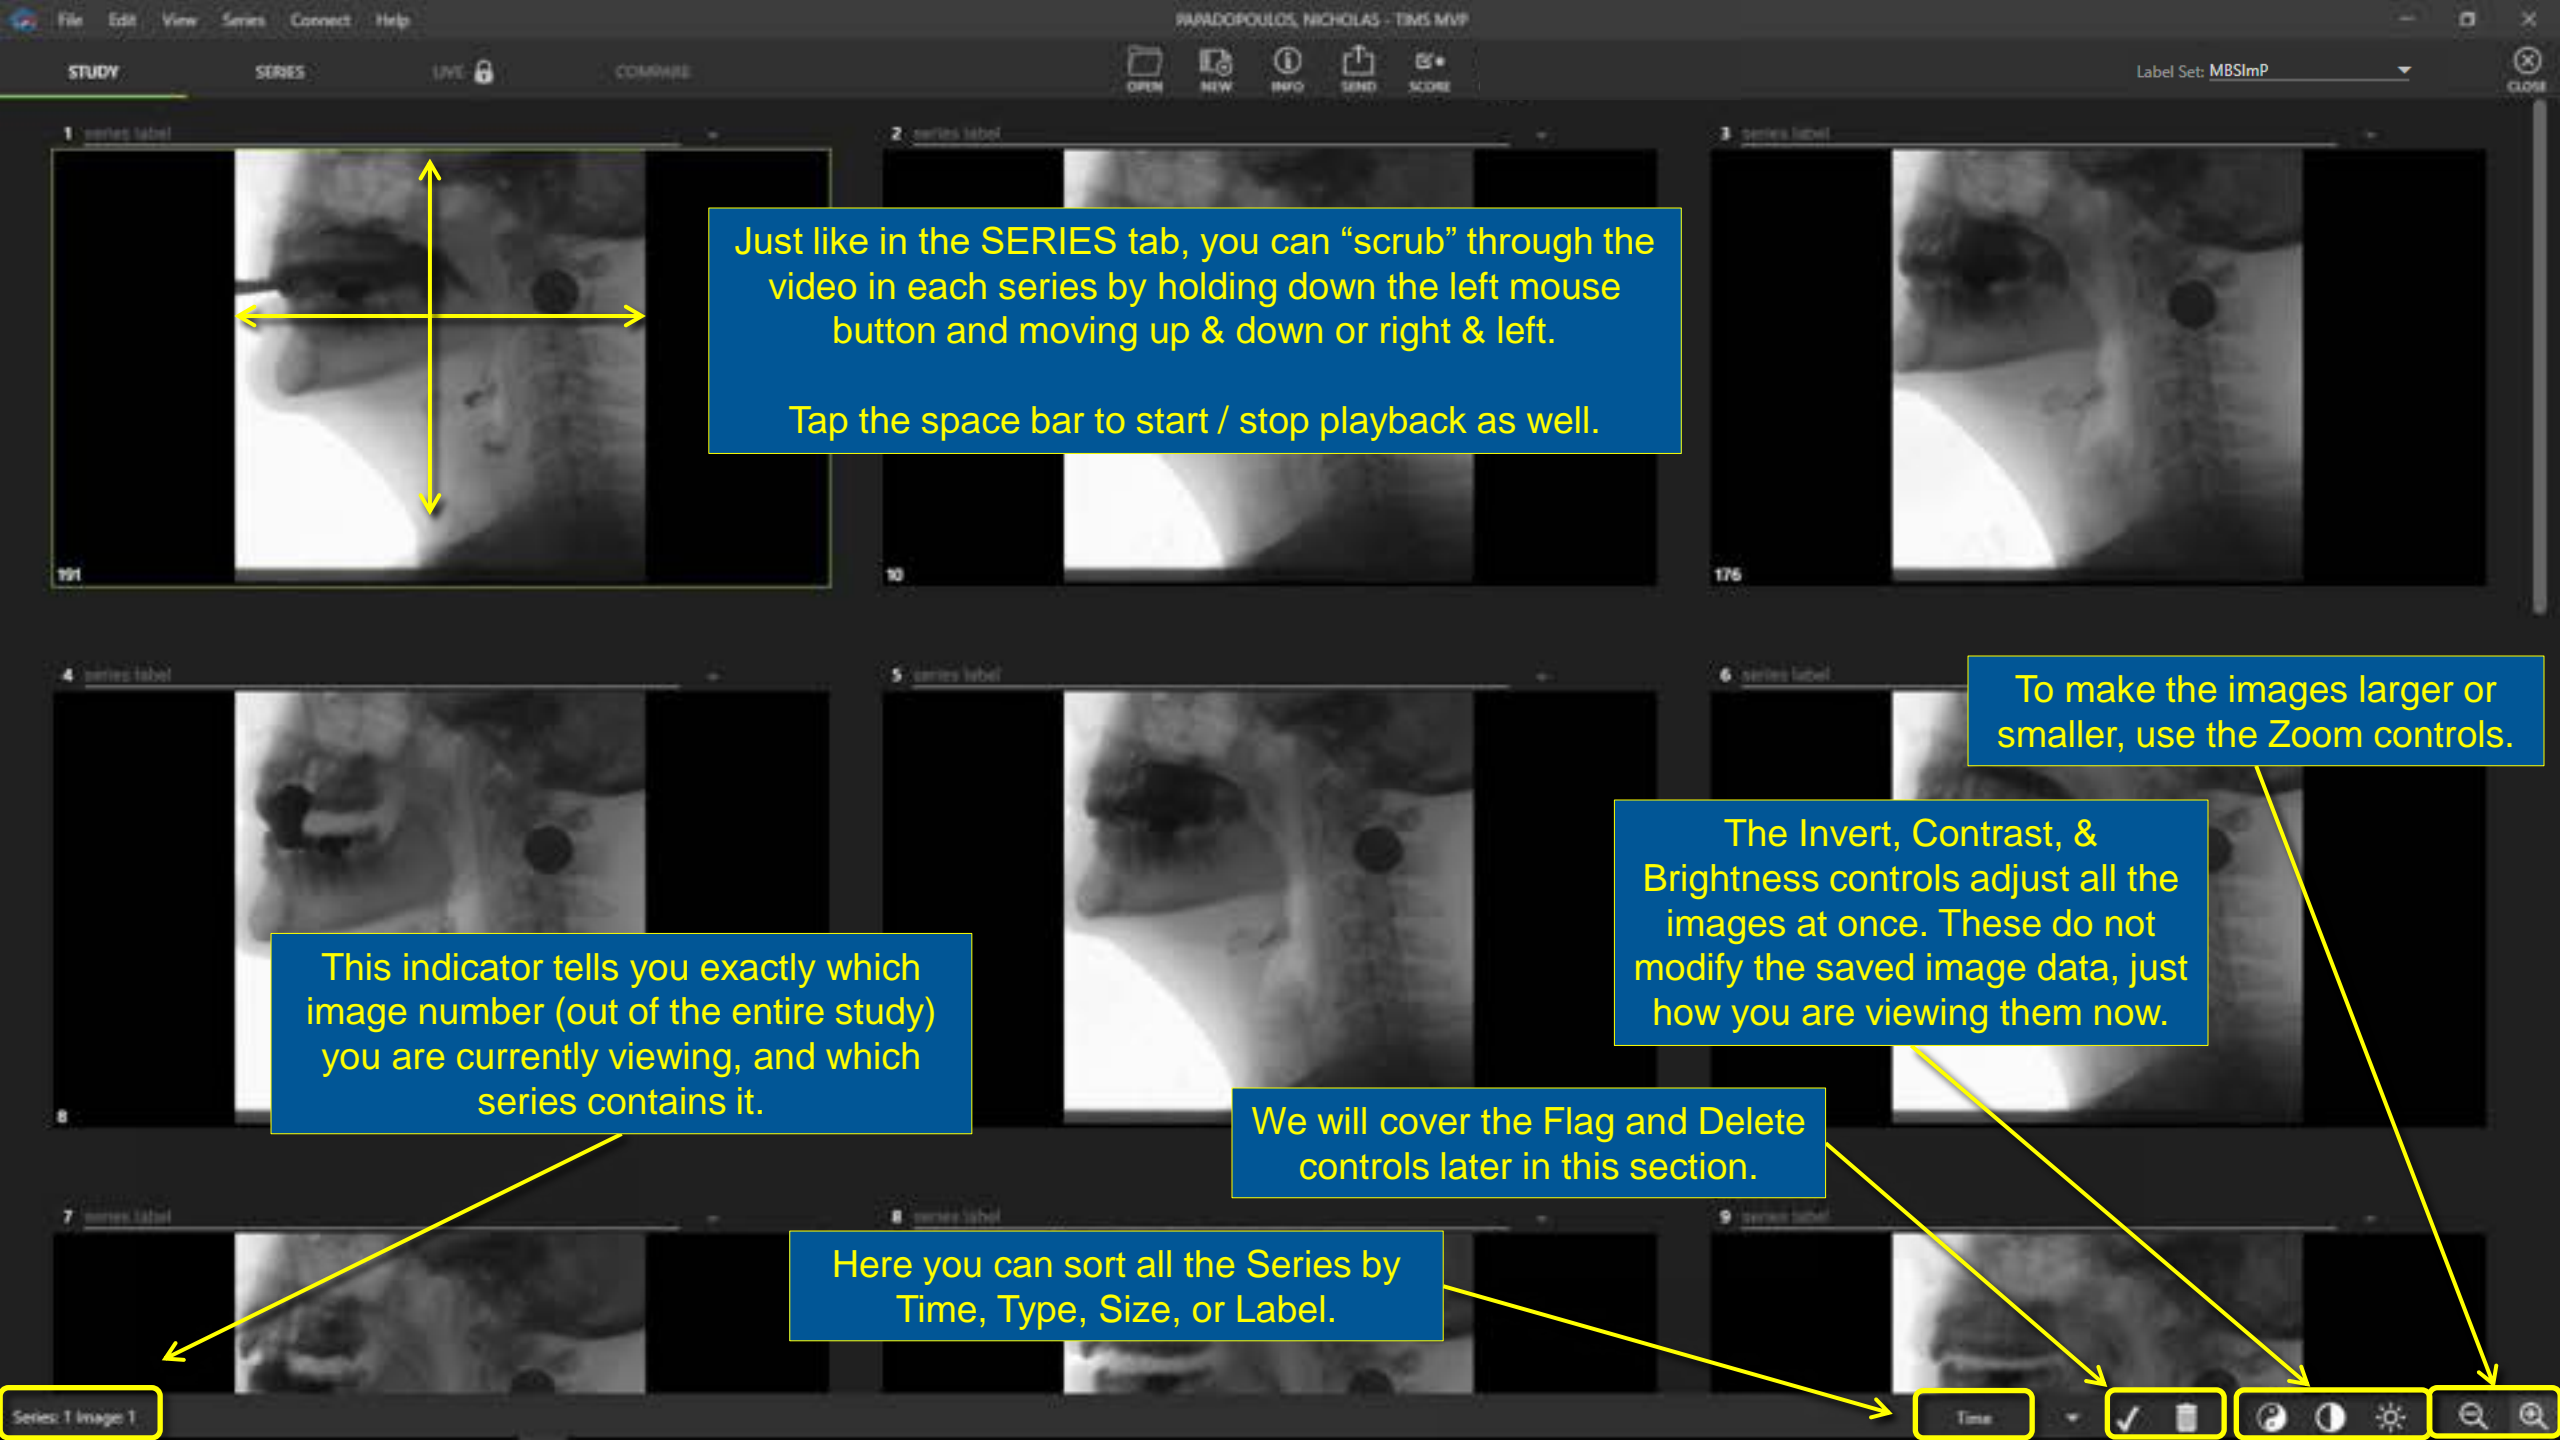 File Edit View Series Connect Help
PAPADOPOULOS, NICHOLAS - TIMS MVP
STUDY SERIES LIVE COMPARE
OPEN NEW INFO SEND SCORE
Label Set: MBSImP
CLOSE
1 series label
2 series label
3 series label
Just like in the SERIES tab, you can “scrub” through the
video in each series by holding down the left mouse
button and moving up & down or right & left.
Tap the space bar to start / stop playback as well.
191
10
176
4 series label
5 series label
6 series label
To make the images larger or
smaller, use the Zoom controls.
The Invert, Contrast, &
Brightness controls adjust all the
images at once. These do not
modify the saved image data, just
how you are viewing them now.
This indicator tells you exactly which
image number (out of the entire study)
you are currently viewing, and which
series contains it.
8
We will cover the Flag and Delete
controls later in this section.
7 series label
8 series label
9 series label
Here you can sort all the Series by
Time, Type, Size, or Label.
Series: 1 Image: 1
Time